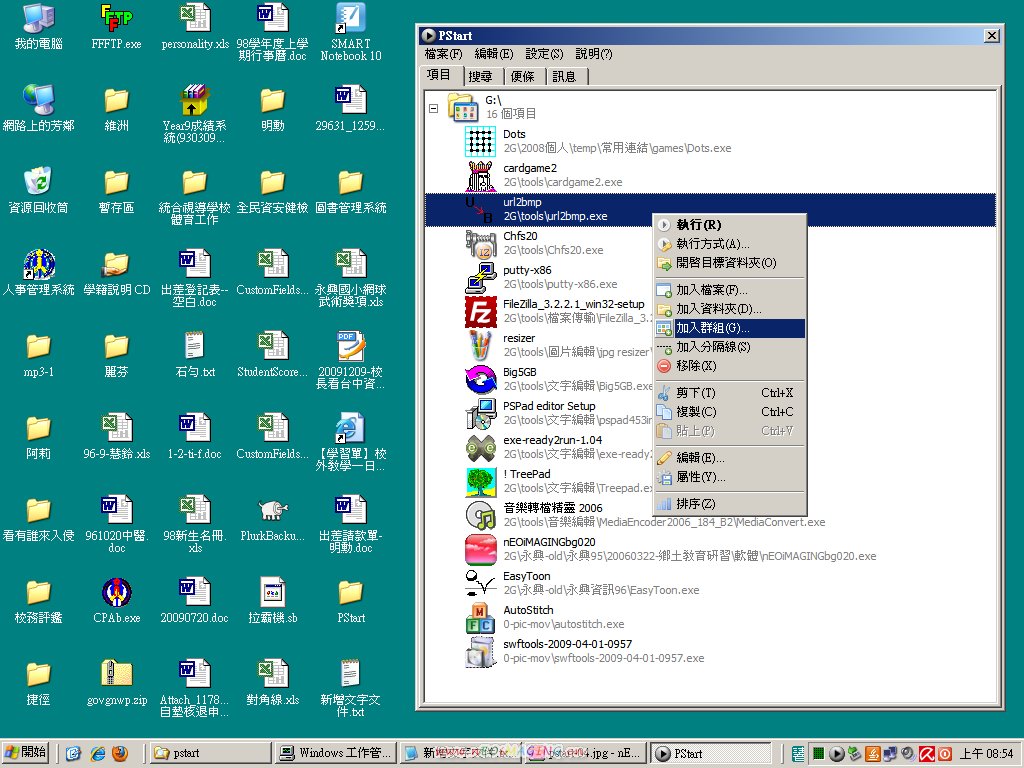 我的電腦
FFFTP.exe
personality.xls
98學年度上學
期行事曆.doc
SMART
Notebook 10
網路上的芳鄰
維洲
Year9成績系
統(930309...
明動
29631_1259...
資源回收筒
暫存區
統合視導學校
體育工作
全民資安健檢
圖書管理系統
人事管理系統
學籍說明 CD
出差登記表--
空白.doc
CustomFields...
永興國小網球
武術獎項.xls
mp3-1
麗芬
石勻.txt
StudentScore...
20091209-校
長看台中資...
阿莉
96-9-慧鈴.xls
1-2-ti-f.doc
CustomFields...
【學習單】校
外教學一日...
看有誰來入侵
961020中醫.
doc
98新生名冊.
xls
PlurkBacku...
出差請款單-
明動.doc
校務評鑑
CPAb.exe
20090720.doc
拉霸機.sb
PStart
捷徑
govgnwp.zip
Attach_1178...
自墊核退申...
對角線.xls
新增文字文
件.txt
PStart
檔案(F) 編輯(E) 設定(S) 說明(?)
項目 搜尋 便條 訊息
G:\
16 個項目
Dots
2G\2008個人\temp\常用連結\games\Dots.exe
cardgame2
2G\tools\cardgame2.exe
url2bmp
2G\tools\url2bmp.exe
Chfs20
2G\tools\Chfs20.exe
putty-x86
2G\tools\putty-x86.exe
FileZilla_3.2.2.1_win32-setup
2G\tools\檔案傳輸\FileZilla_3.2
resizer
2G\tools\圖片編輯\jpg resizer\
Big5GB
2G\tools\文字編輯\Big5GB.exe
PSPad editor Setup
2G\tools\文字編輯\pspad453in
exe-ready2run-1.04
2G\tools\文字編輯\exe-ready2
! TreePad
2G\tools\文字編輯\Treepad.ex
音樂轉檔精靈 2006
2G\tools\音樂編輯\MediaEncoder2006_184_B2\MediaConvert.exe
nEOiMAGINGbg020
2G\永興-old\永興95\20060322-鄉土教育研習\軟體\nEOiMAGINGbg020.exe
EasyToon
2G\永興-old\永興資訊96\EasyToon.exe
AutoStitch
0-pic-mov\autostitch.exe
swftools-2009-04-01-0957
0-pic-mov\swftools-2009-04-01-0957.exe
執行(R)
執行方式(A)...
開啟目標資料夾(O)
加入檔案(F)...
加入資料夾(D)...
加入群組(G)...
加入分隔線(S)
移除(X)
剪下(T) Ctrl+X
複製(C) Ctrl+C
貼上(P) Ctrl+V
編輯(E)...
屬性(Y)...
排序(Z)
開始
pstart
Windows 工作管...
PStart
上午 08:54